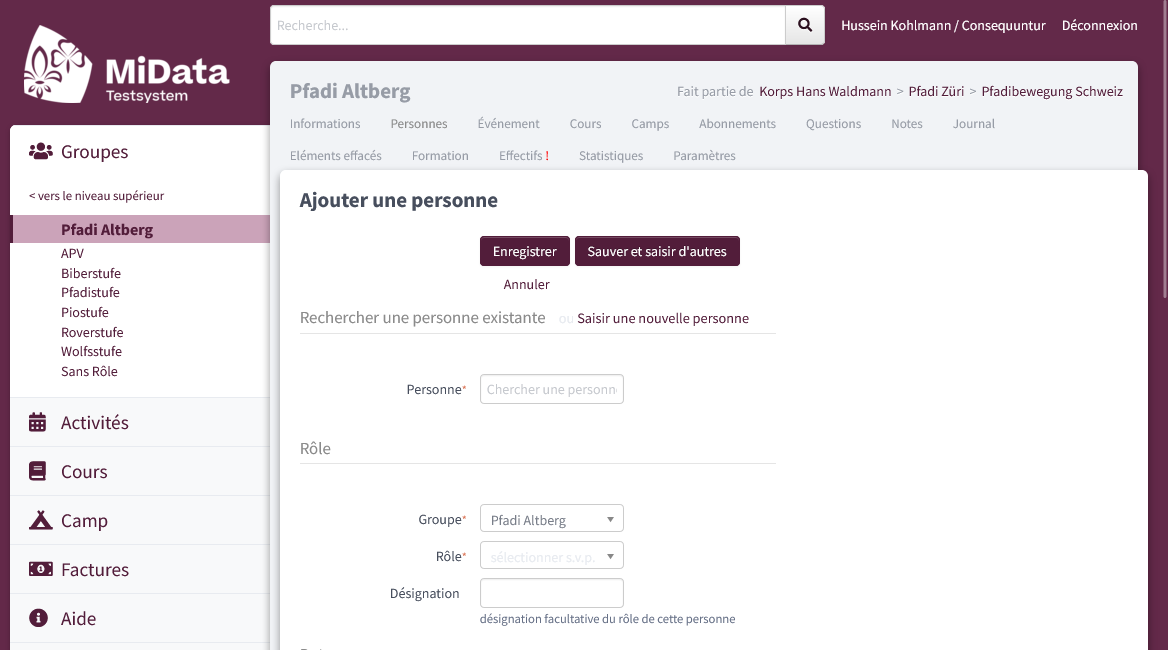 Recherche...
Hussein Kohlmann / Consequuntur Déconnexion
MiData
Testsystem
Pfadi Altberg
Fait partie de Korps Hans Waldmann > Pfadi Züri > Pfadibewegung Schweiz
Informations Personnes Événement Cours Camps Abonnements Questions Notes Journal
Eléments effacés Formation Effectifs ! Statistiques Paramètres
Groupes
< vers le niveau supérieur
Pfadi Altberg
APV
Biberstufe
Pfadistufe
Piostufe
Roverstufe
Wolfsstufe
Sans Rôle
Activités
Cours
Camp
Factures
Aide
Ajouter une personne
Enregistrer Sauver et saisir d'autres
Annuler
Rechercher une personne existante ou Saisir une nouvelle personne
Personne* Chercher une personn
Rôle
Groupe* Pfadi Altberg
Rôle* sélectionner s.v.p.
Désignation
désignation facultative du rôle de cette personne